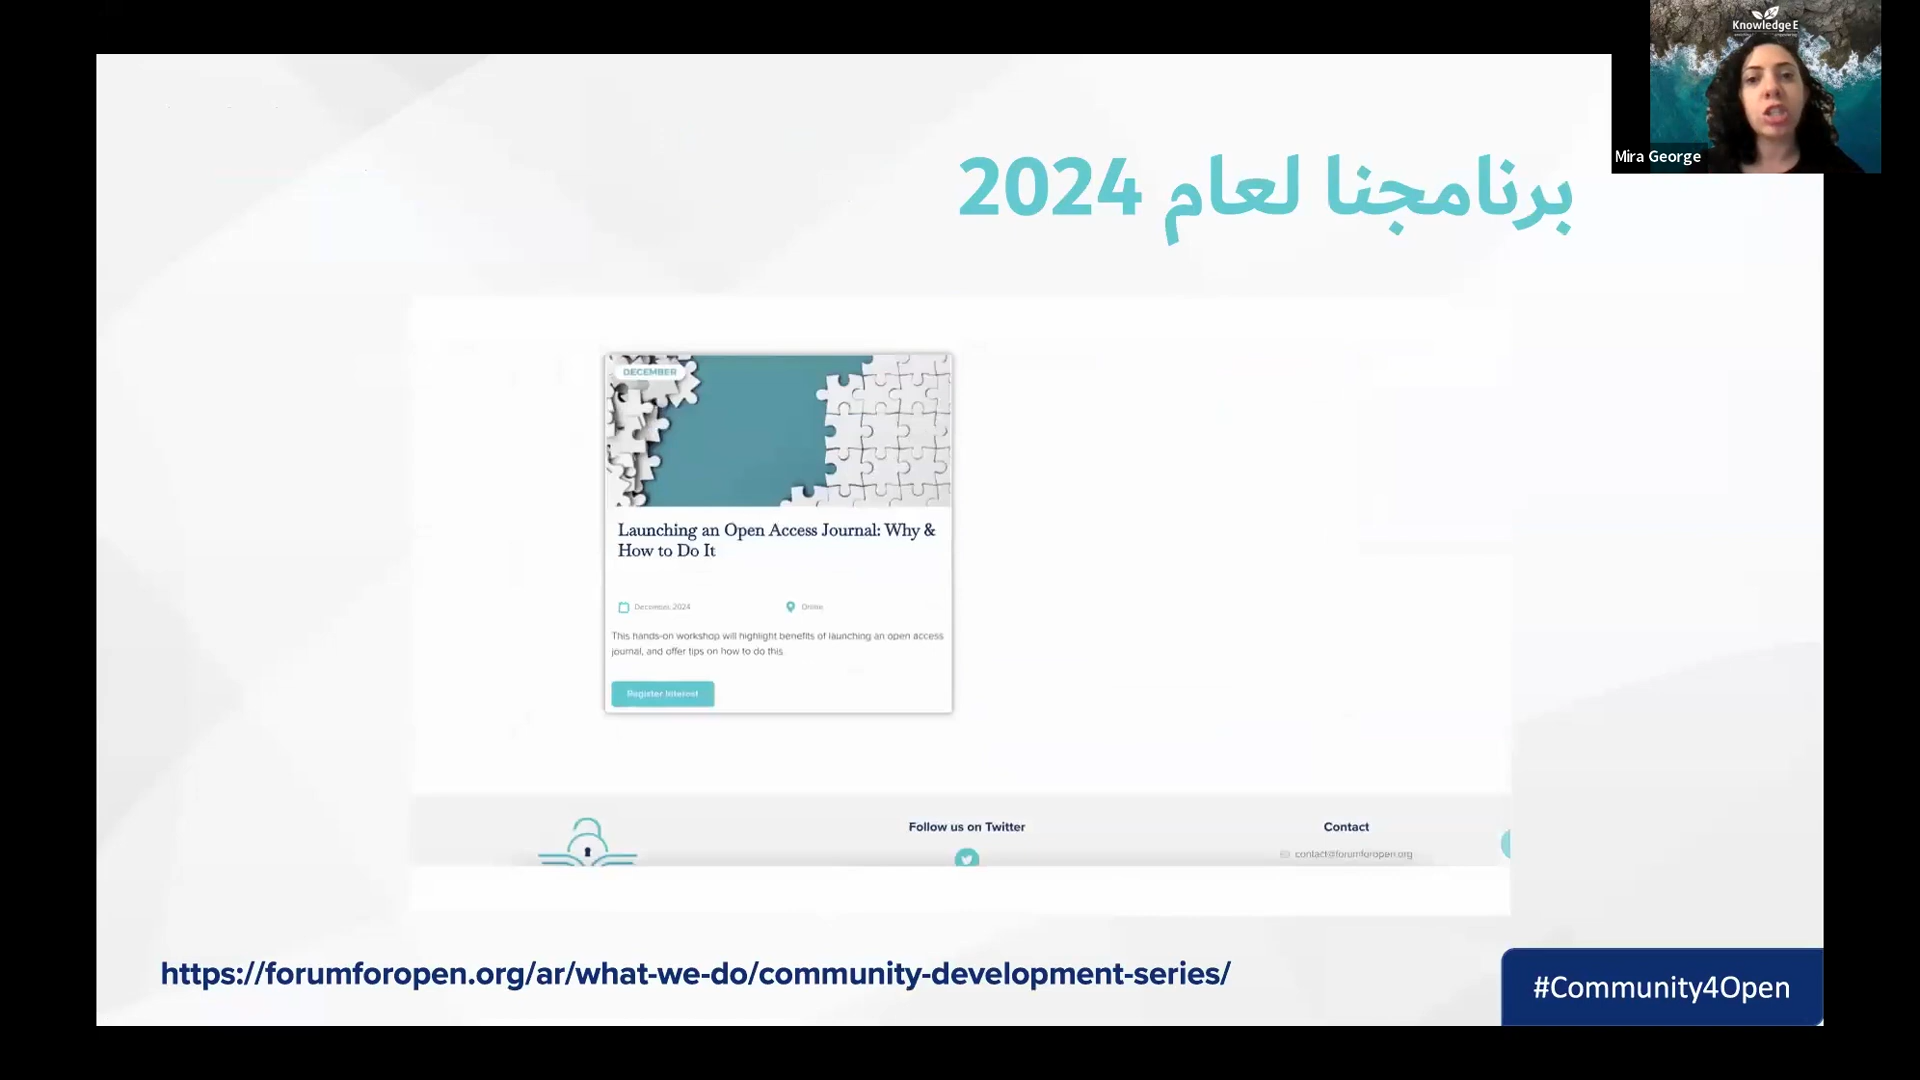 KnowledgeE
Mira George
برنامجنا لعام 2024
DECEMBER
Launching an Open Access Journal: Why &
How to Do It
December, 2024
Online
This hands-on workshop will highlight benefits of launching an open access
journal, and offer tips on how to do this.
Register Interest
Follow us on Twitter
Contact
contact@forumforopen.org
https://forumforopen.org/ar/what-we-do/community-development-series/
#Community4Open